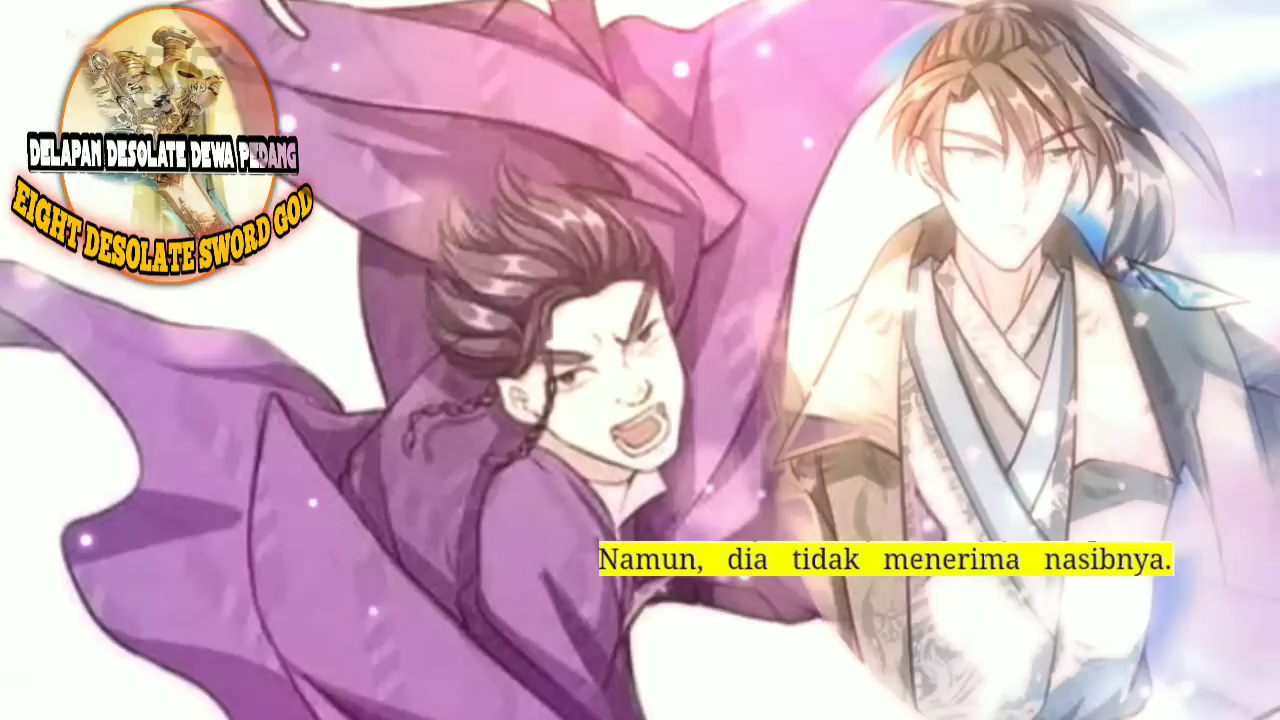 DELAPAN DESOLATE DEWA PEDANG
EIGHT DESOLATE SWORD GOD
Namun, dia tidak menerima nasibnya.